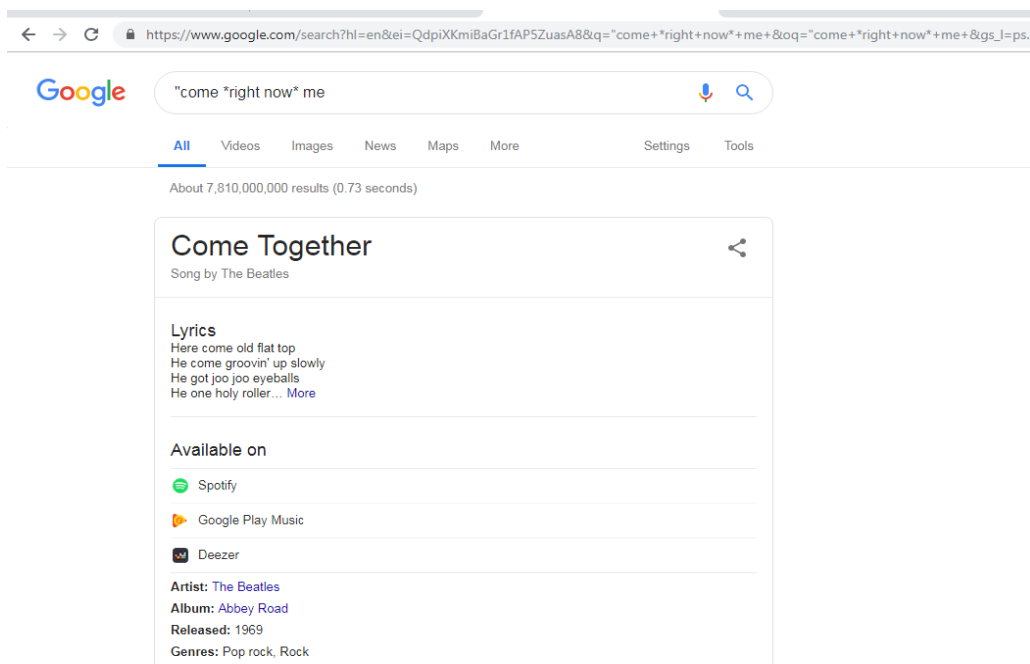 https://www.google.com/search?hl=en&ei=QdpiXKmiBaGr1fAP5ZuasA8&q="come+*right+now*+me+&oq="come+*right+now*+me+&gs_l=ps.
Google "come *right now* me
All Videos Images News Maps More Settings Tools
About 7,810,000,000 results (0.73 seconds)
Come Together
Song by The Beatles
Lyrics
Here come old flat top
He come groovin' up slowly
He got joo joo eyeballs
He one holy roller... More
Available on
Spotify
Google Play Music
Deezer
Artist: The Beatles
Album: Abbey Road
Released: 1969
Genres: Pop rock, Rock